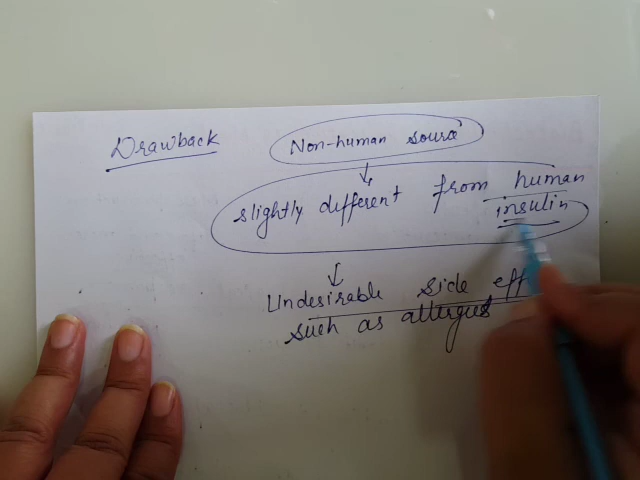 Drawback
Non-human source
slightly different from human
insulin
Undesirable side eff
such as allergies